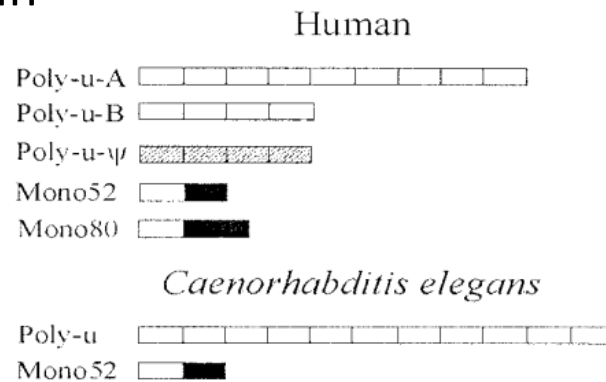 Human
Poly-u-A
Poly-u-B
Poly-u-ψ
Mono52
Mono80
Caenorhabditis elegans
Poly-u
Mono52